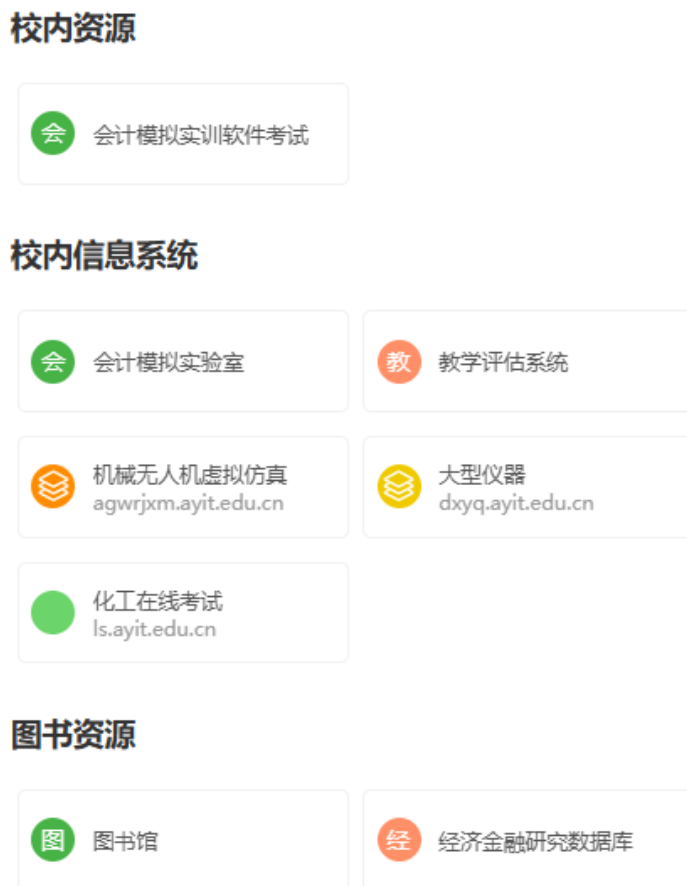 校内资源
会 会计模拟实训软件考试
校内信息系统
会 会计模拟实验室
教 教学评估系统
机械无人机虚拟仿真
agwrjxm.ayit.edu.cn
大型仪器
dxyq.ayit.edu.cn
化工在线考试
ls.ayit.edu.cn
图书资源
图 图书馆
经 经济金融研究数据库